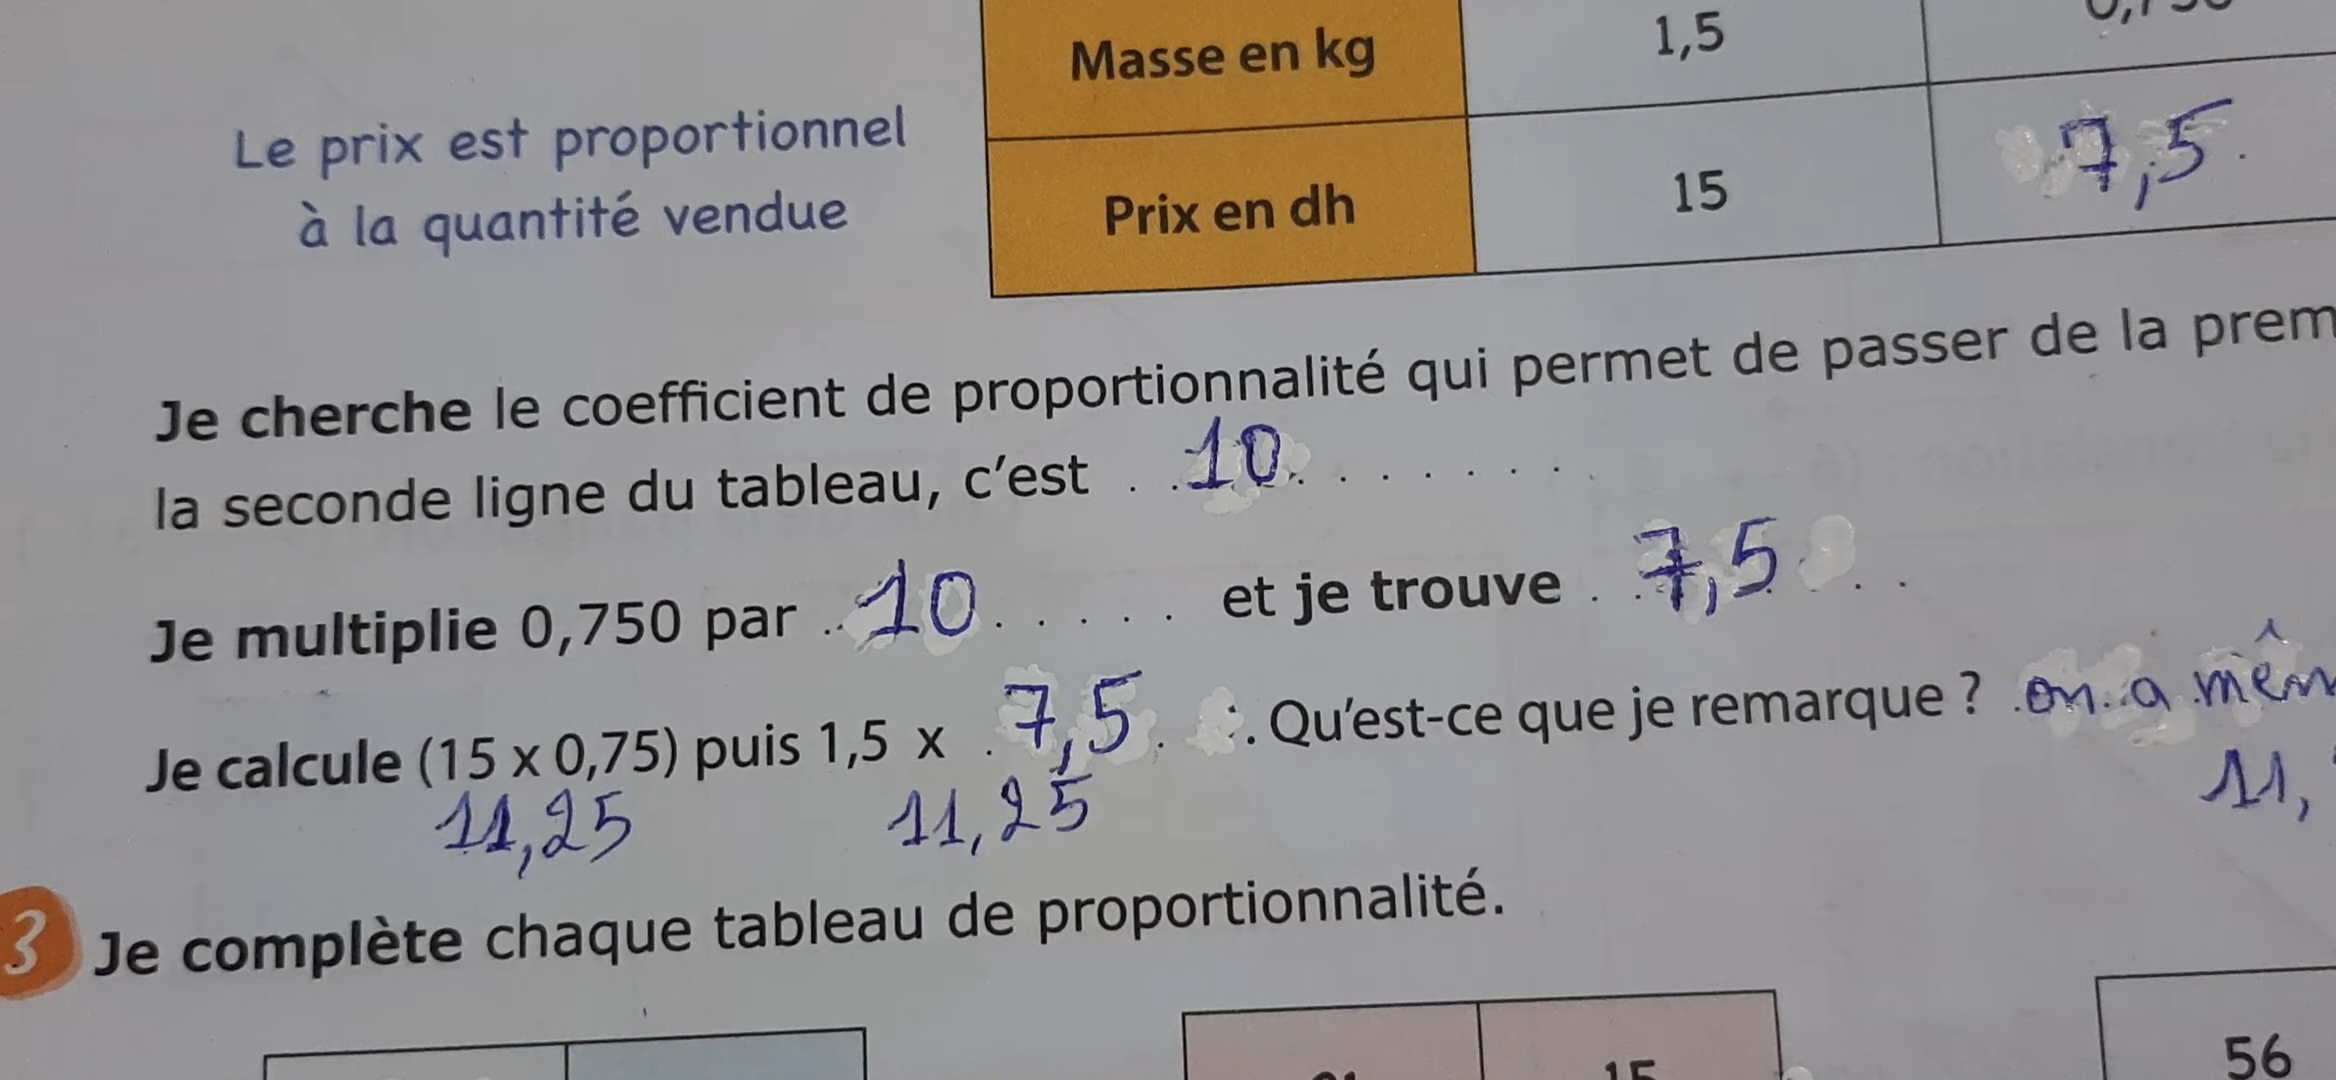 Masse en kg 1,5
Le prix est proportionnel
à la quantité vendue
Prix en dh 15 7,5
Je cherche le coefficient de proportionnalité qui permet de passer de la prem
la seconde ligne du tableau, c'est . . 10 . . . . . . . .
Je multiplie 0,750 par . . 10 . . . . . et je trouve . . 7,5 . . .
Je calcule (15 x 0,75) puis 1,5 x . 7,5 . . . Qu'est-ce que je remarque ? on a mêm
11,25 11,25 11,
3 Je complète chaque tableau de proportionnalité.
15 56